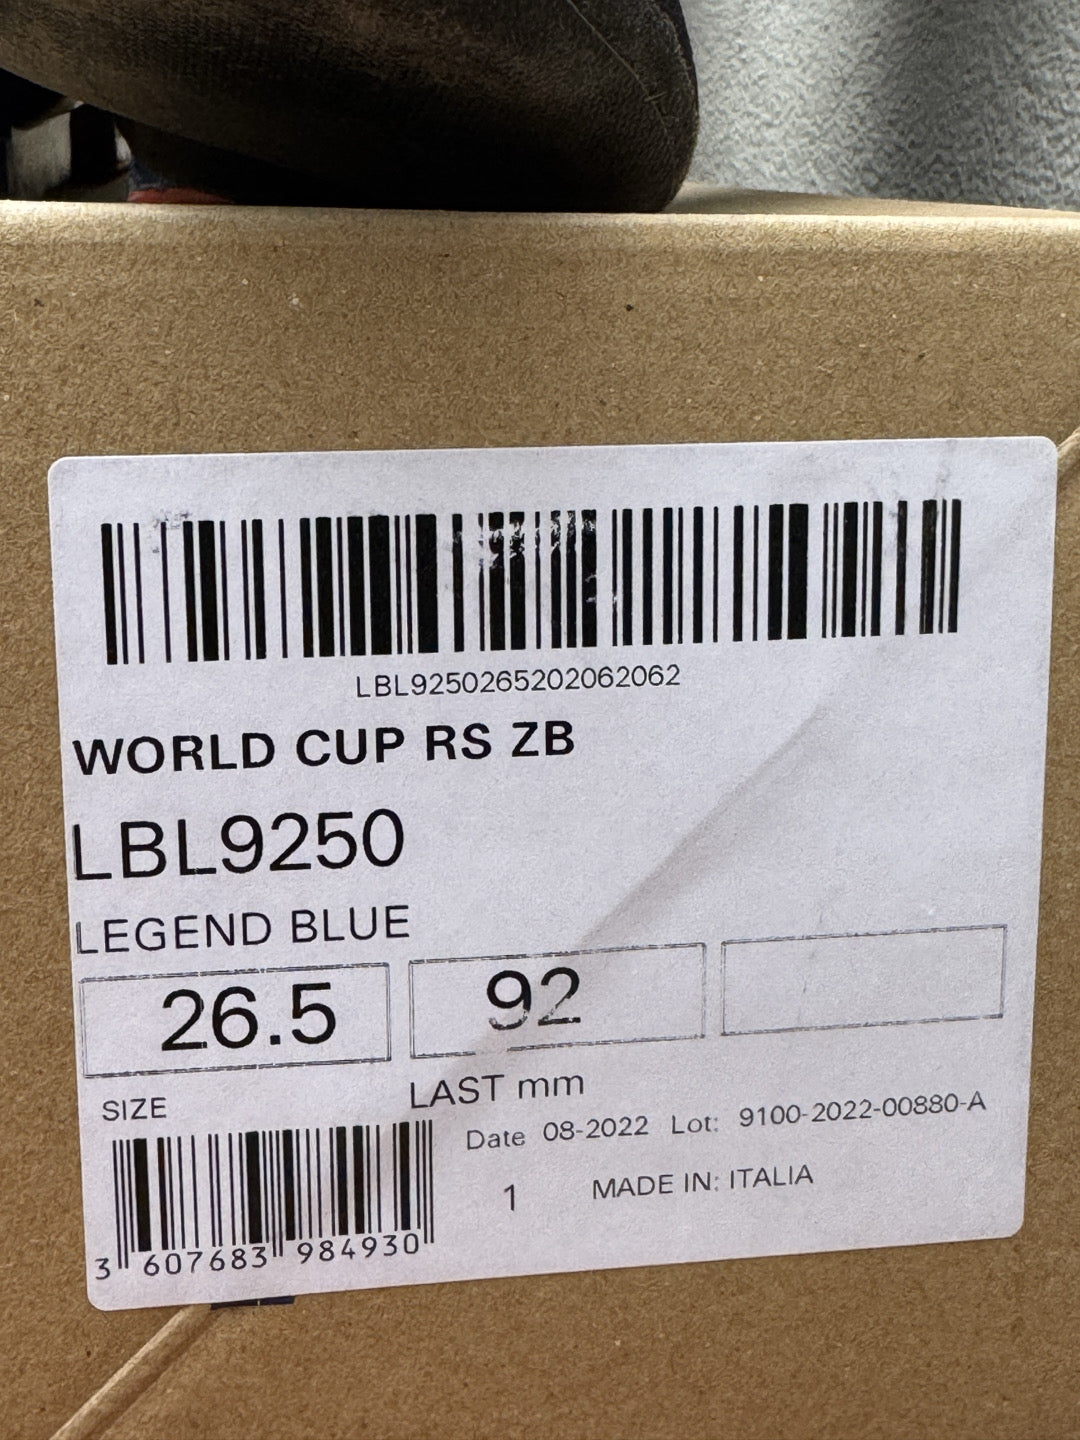 LBL9250265202062062
WORLD CUP RS ZB
LBL9250
LEGEND BLUE
26.5 92
SIZE LAST mm
Date 08-2022 Lot: 9100-2022-00880-A
1 MADE IN: ITALIA
3 607683 984930